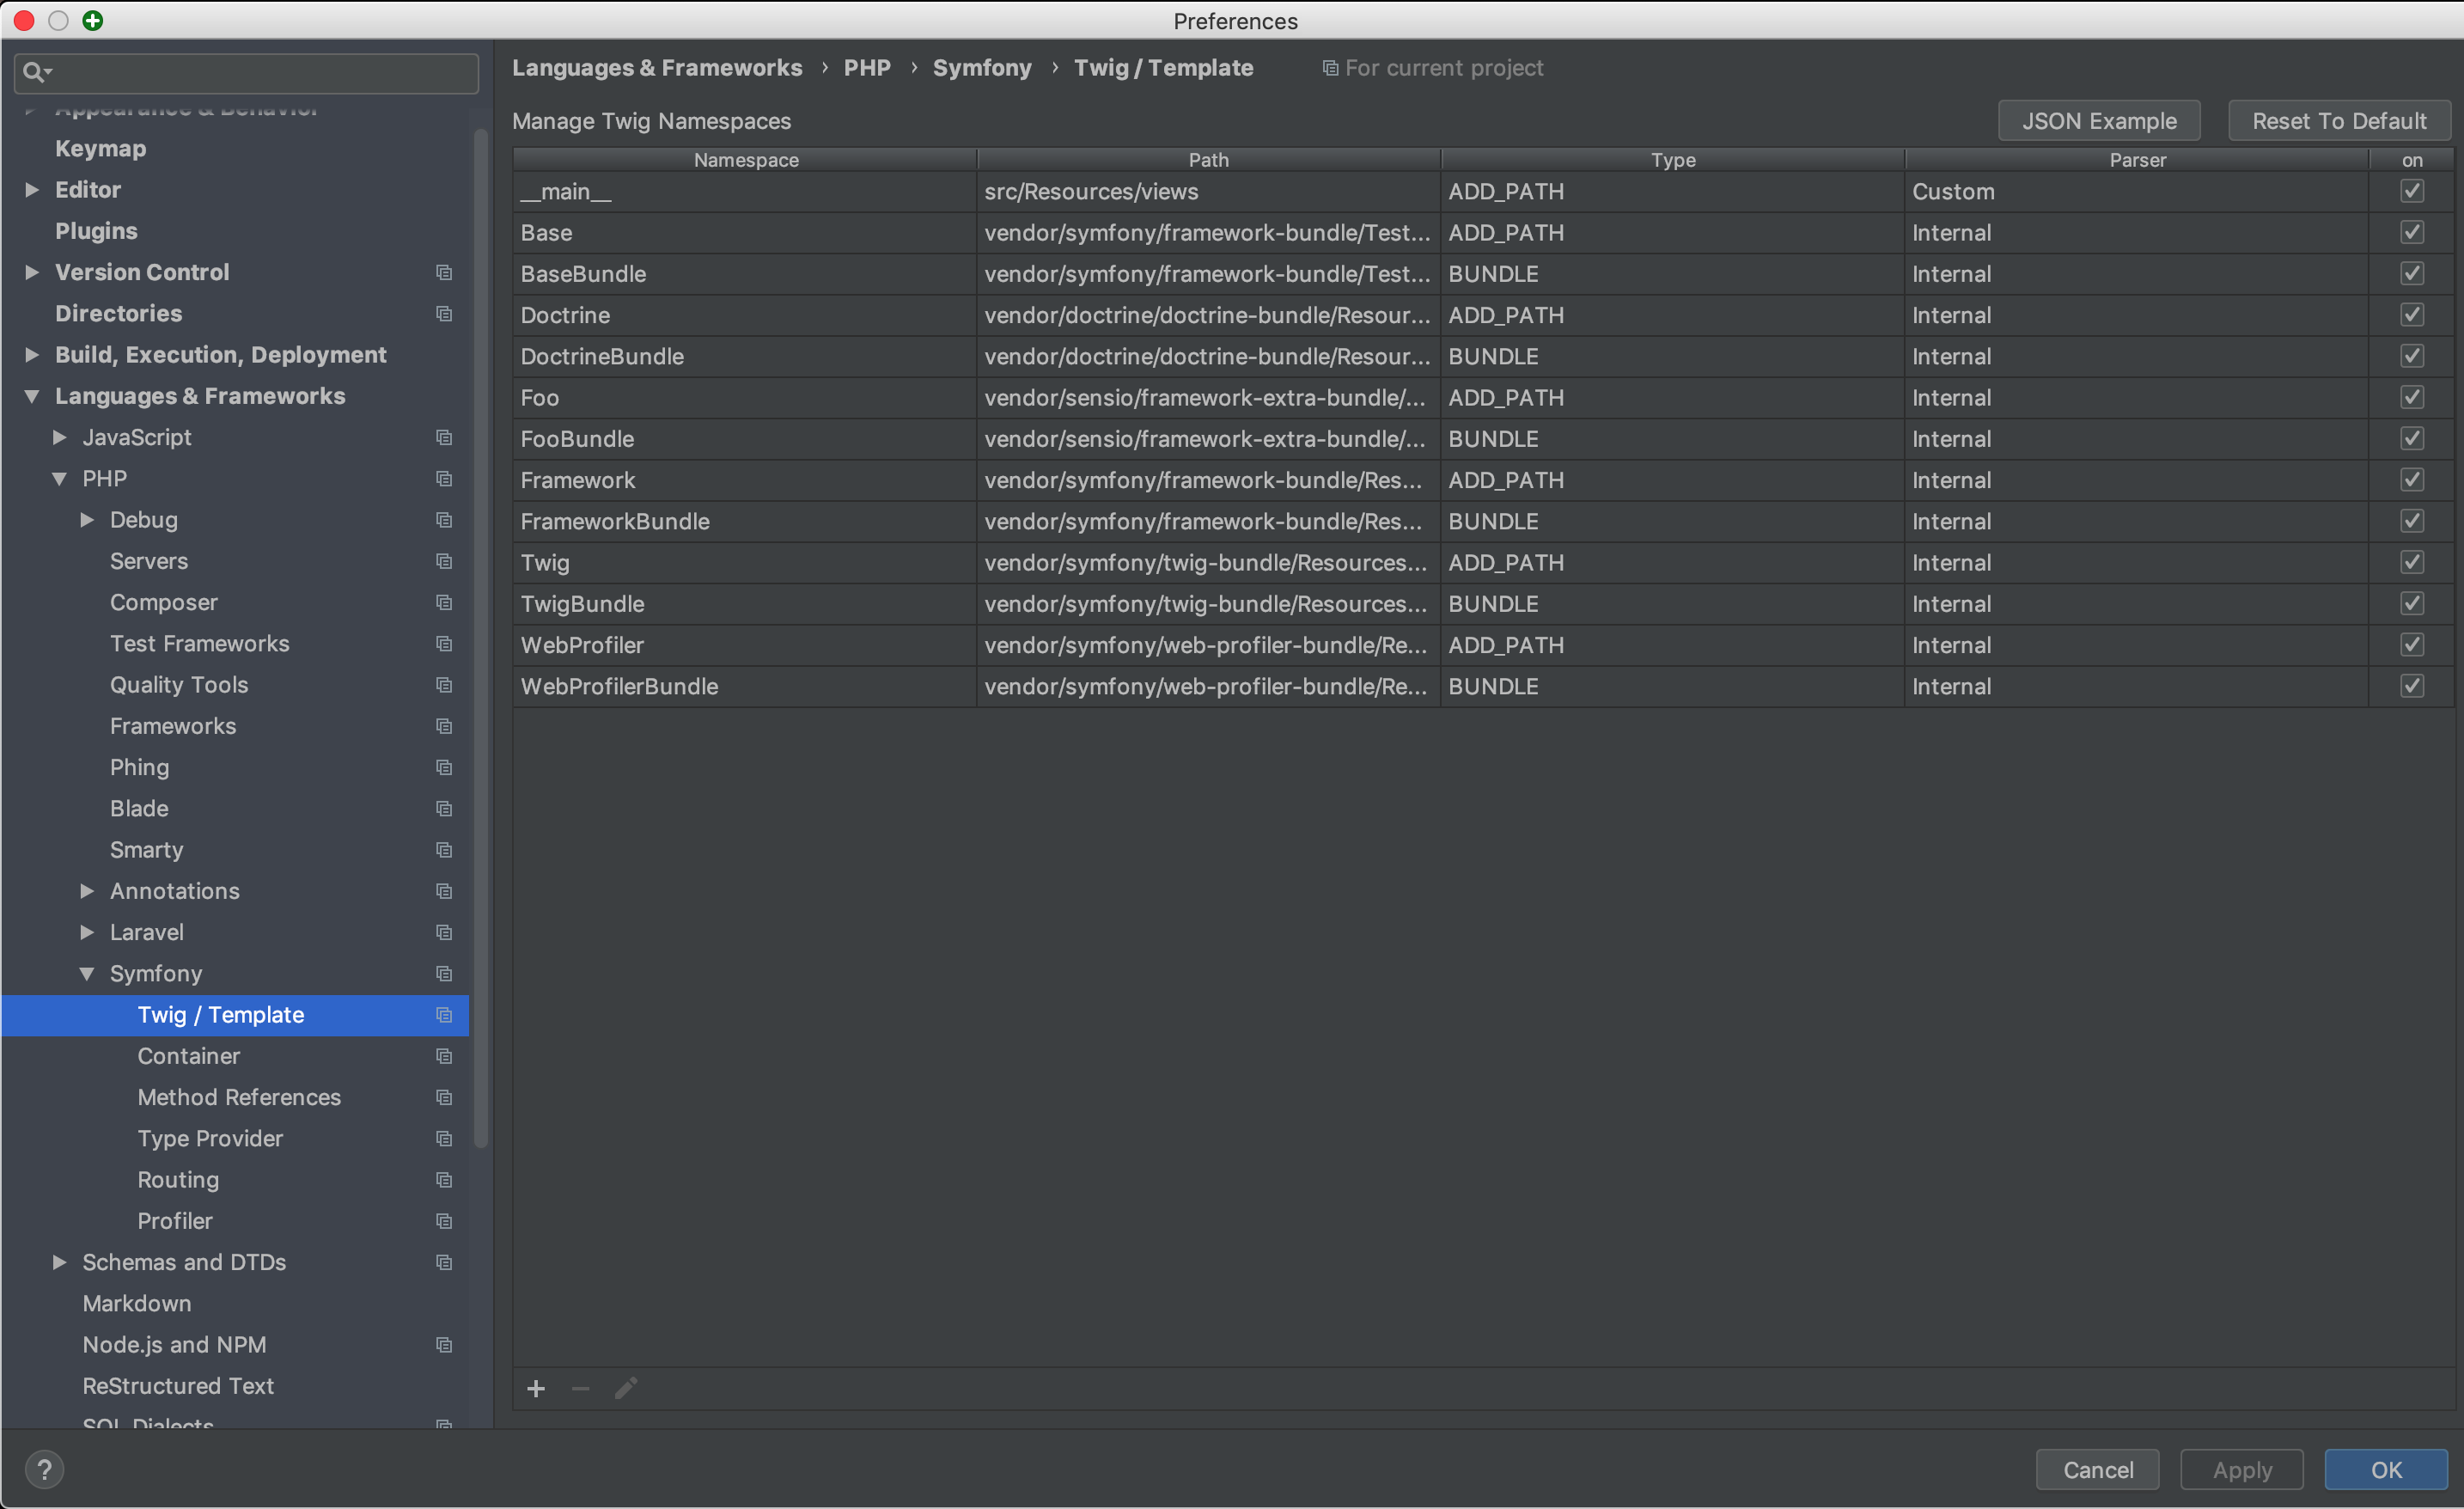 Preferences
Appearance & Behavior
Keymap
Editor
Plugins
Version Control
Directories
Build, Execution, Deployment
Languages & Frameworks
JavaScript
PHP
Debug
Servers
Composer
Test Frameworks
Quality Tools
Frameworks
Phing
Blade
Smarty
Annotations
Laravel
Symfony
Twig / Template
Container
Method References
Type Provider
Routing
Profiler
Schemas and DTDs
Markdown
Node.js and NPM
ReStructured Text
SQL Dialects
Languages & Frameworks › PHP › Symfony › Twig / Template For current project
Manage Twig Namespaces JSON Example Reset To Default
Namespace Path Type Parser on
__main__ src/Resources/views ADD_PATH Custom
Base vendor/symfony/framework-bundle/Test... ADD_PATH Internal
BaseBundle vendor/symfony/framework-bundle/Test... BUNDLE Internal
Doctrine vendor/doctrine/doctrine-bundle/Resour... ADD_PATH Internal
DoctrineBundle vendor/doctrine/doctrine-bundle/Resour... BUNDLE Internal
Foo vendor/sensio/framework-extra-bundle/... ADD_PATH Internal
FooBundle vendor/sensio/framework-extra-bundle/... BUNDLE Internal
Framework vendor/symfony/framework-bundle/Res... ADD_PATH Internal
FrameworkBundle vendor/symfony/framework-bundle/Res... BUNDLE Internal
Twig vendor/symfony/twig-bundle/Resources... ADD_PATH Internal
TwigBundle vendor/symfony/twig-bundle/Resources... BUNDLE Internal
WebProfiler vendor/symfony/web-profiler-bundle/Re... ADD_PATH Internal
WebProfilerBundle vendor/symfony/web-profiler-bundle/Re... BUNDLE Internal
? Cancel Apply OK